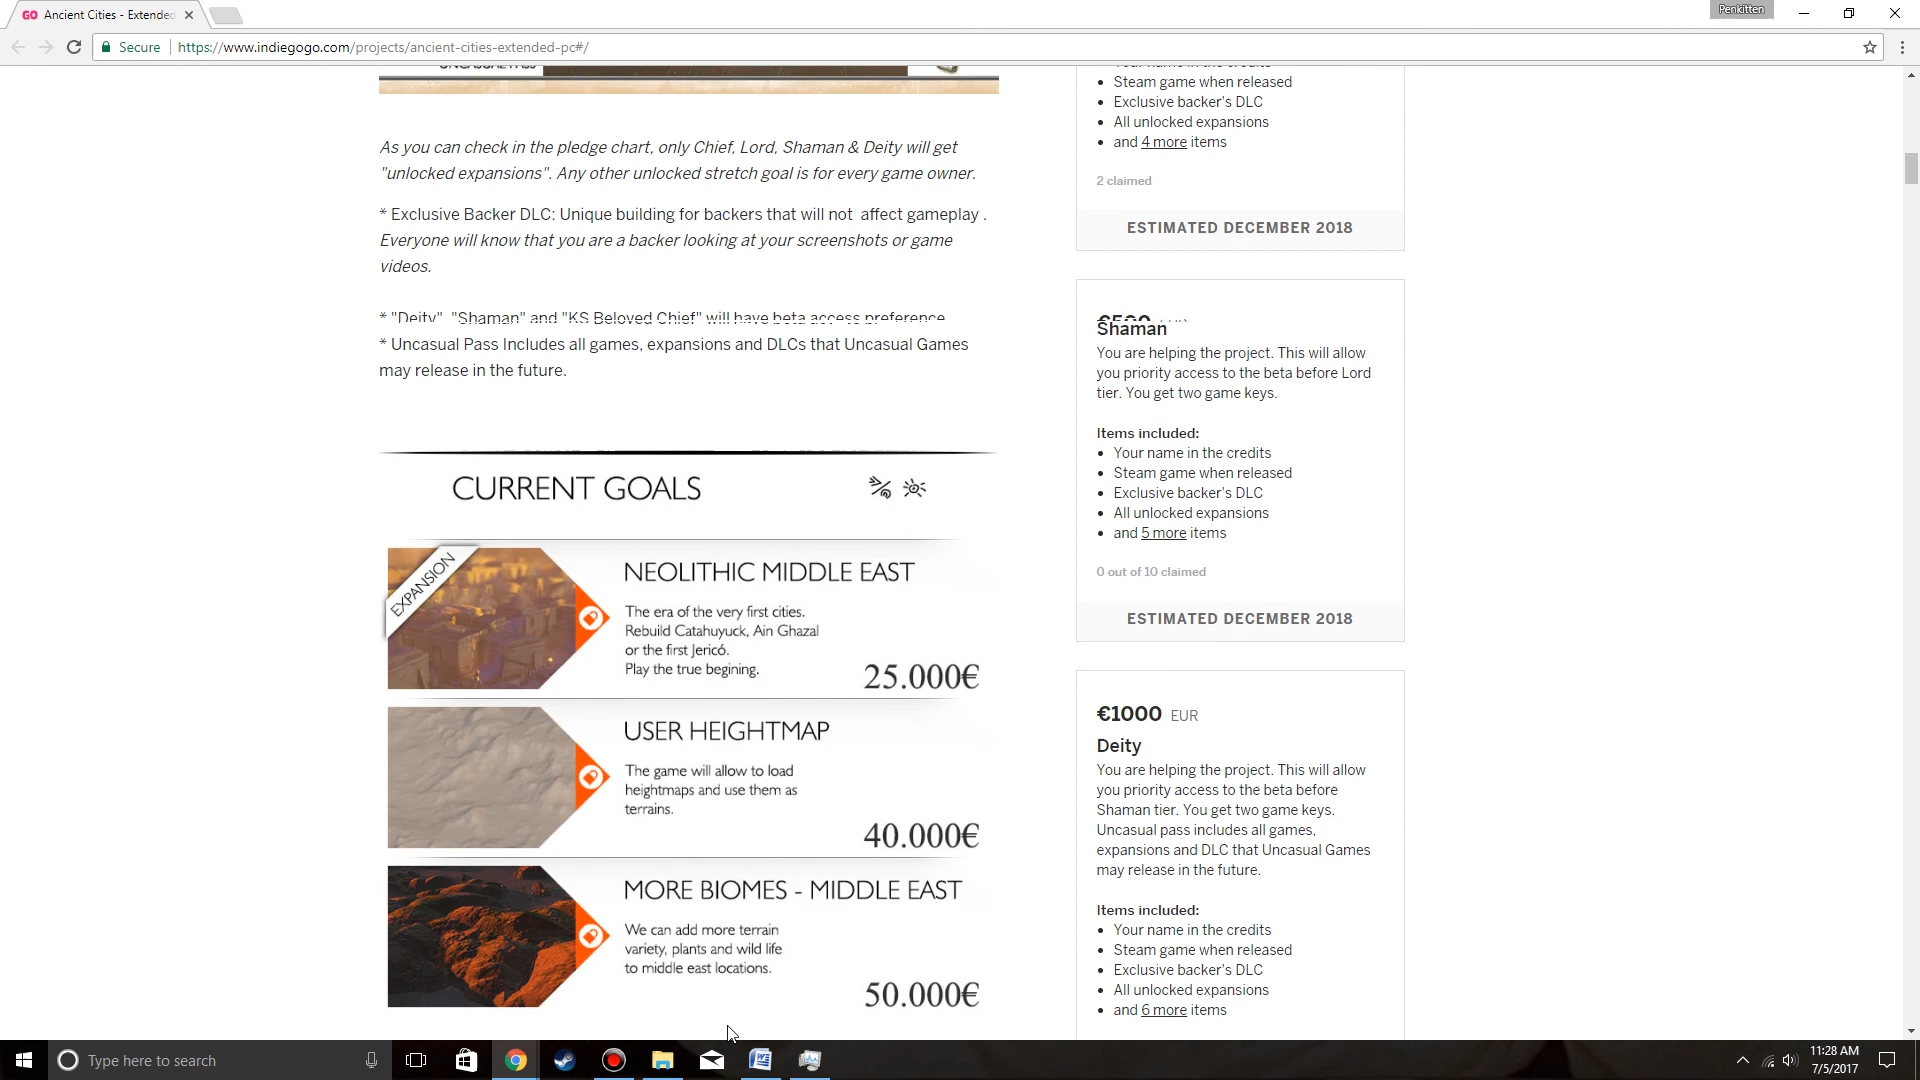 Ancient Cities - Extended
Penkitten
Secure https://www.indiegogo.com/projects/ancient-cities-extended-pc#/
UNCASUAL PASS
As you can check in the pledge chart, only Chief, Lord, Shaman & Deity will get
"unlocked expansions". Any other unlocked stretch goal is for every game owner.
* Exclusive Backer DLC: Unique building for backers that will not affect gameplay .
Everyone will know that you are a backer looking at your screenshots or game
videos.
* "Deity", "Shaman" and "KS Beloved Chief" will have beta access preference
* Uncasual Pass Includes all games, expansions and DLCs that Uncasual Games
may release in the future.
CURRENT GOALS
EXPANSION
NEOLITHIC MIDDLE EAST
The era of the very first cities.
Rebuild Catahuyuck, Ain Ghazal
or the first Jericó.
Play the true begining.
25.000€
USER HEIGHTMAP
The game will allow to load
heightmaps and use them as
terrains.
40.000€
MORE BIOMES - MIDDLE EAST
We can add more terrain
variety, plants and wild life
to middle east locations.
50.000€
Your name in the credits
• Steam game when released
• Exclusive backer's DLC
• All unlocked expansions
• and 4 more items
2 claimed
ESTIMATED DECEMBER 2018
€500 EUR
Shaman
You are helping the project. This will allow
you priority access to the beta before Lord
tier. You get two game keys.
Items included:
• Your name in the credits
• Steam game when released
• Exclusive backer's DLC
• All unlocked expansions
• and 5 more items
0 out of 10 claimed
ESTIMATED DECEMBER 2018
€1000 EUR
Deity
You are helping the project. This will allow
you priority access to the beta before
Shaman tier. You get two game keys.
Uncasual pass includes all games,
expansions and DLC that Uncasual Games
may release in the future.
Items included:
• Your name in the credits
• Steam game when released
• Exclusive backer's DLC
• All unlocked expansions
• and 6 more items
Type here to search
11:28 AM
7/5/2017